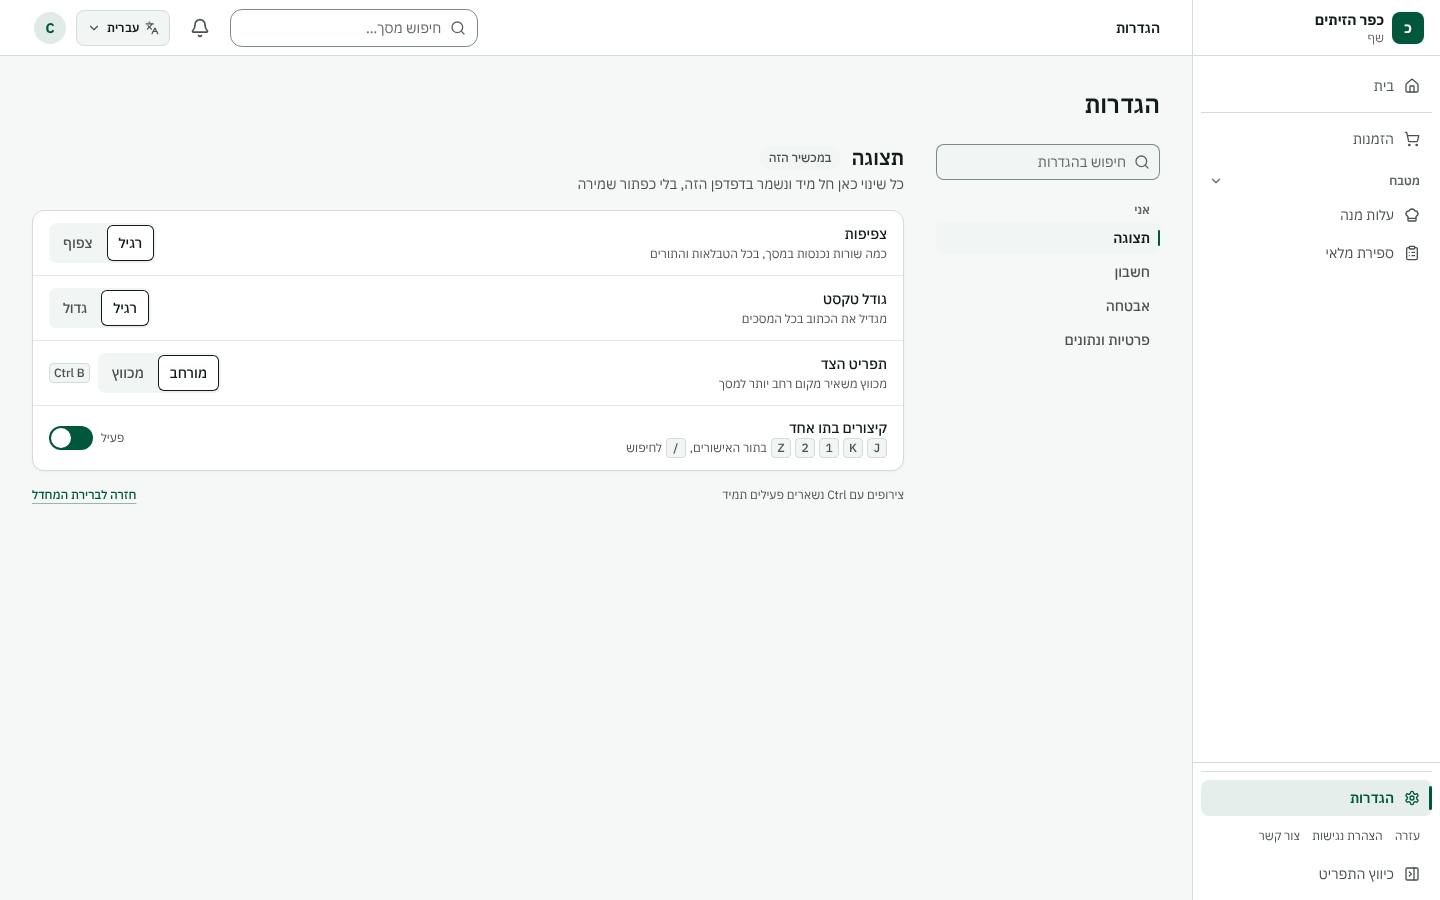 כ
כפר הזיתים
שף
הגדרות
חיפוש מסך...
עברית
C
בית
הזמנות
מטבח
עלות מנה
ספירת מלאי
הגדרות
עזרה הצהרת נגישות צור קשר
כיווץ התפריט
הגדרות
חיפוש בהגדרות
אני
תצוגה
חשבון
אבטחה
פרטיות ונתונים
תצוגה במכשיר הזה
כל שינוי כאן חל מיד ונשמר בדפדפן הזה, בלי כפתור שמירה
צפיפות
כמה שורות נכנסות במסך, בכל הטבלאות והתורים
רגיל צפוף
גודל טקסט
מגדיל את הכתוב בכל המסכים
רגיל גדול
תפריט הצד
מכווץ משאיר מקום רחב יותר למסך
מורחב מכווץ Ctrl B
קיצורים בתו אחד
J K 1 2 Z בתור האישורים, / לחיפוש
פעיל
צירופים עם Ctrl נשארים פעילים תמיד
חזרה לברירת המחדל